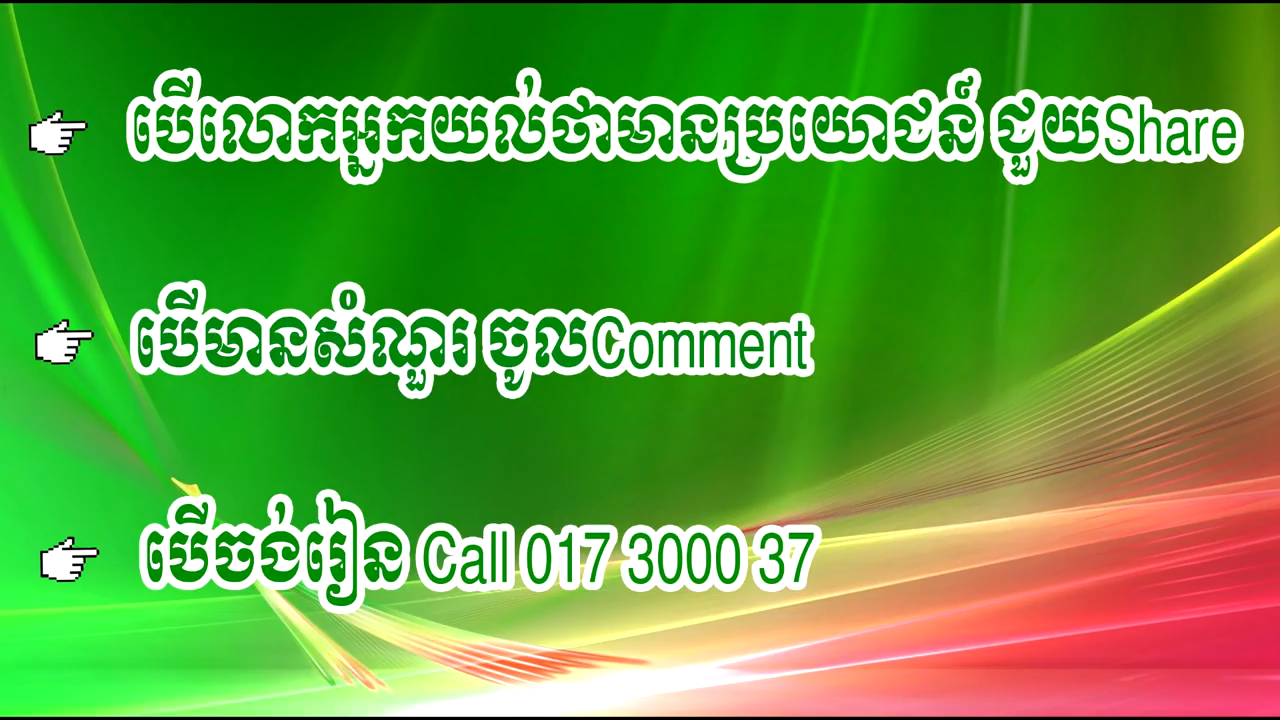 បើលោកអ្នកយល់ថាមានប្រយោជន៍ ជួយShare
បើមានសំណួរ ចូលComment
បើចង់រៀន Call 017 3000 37